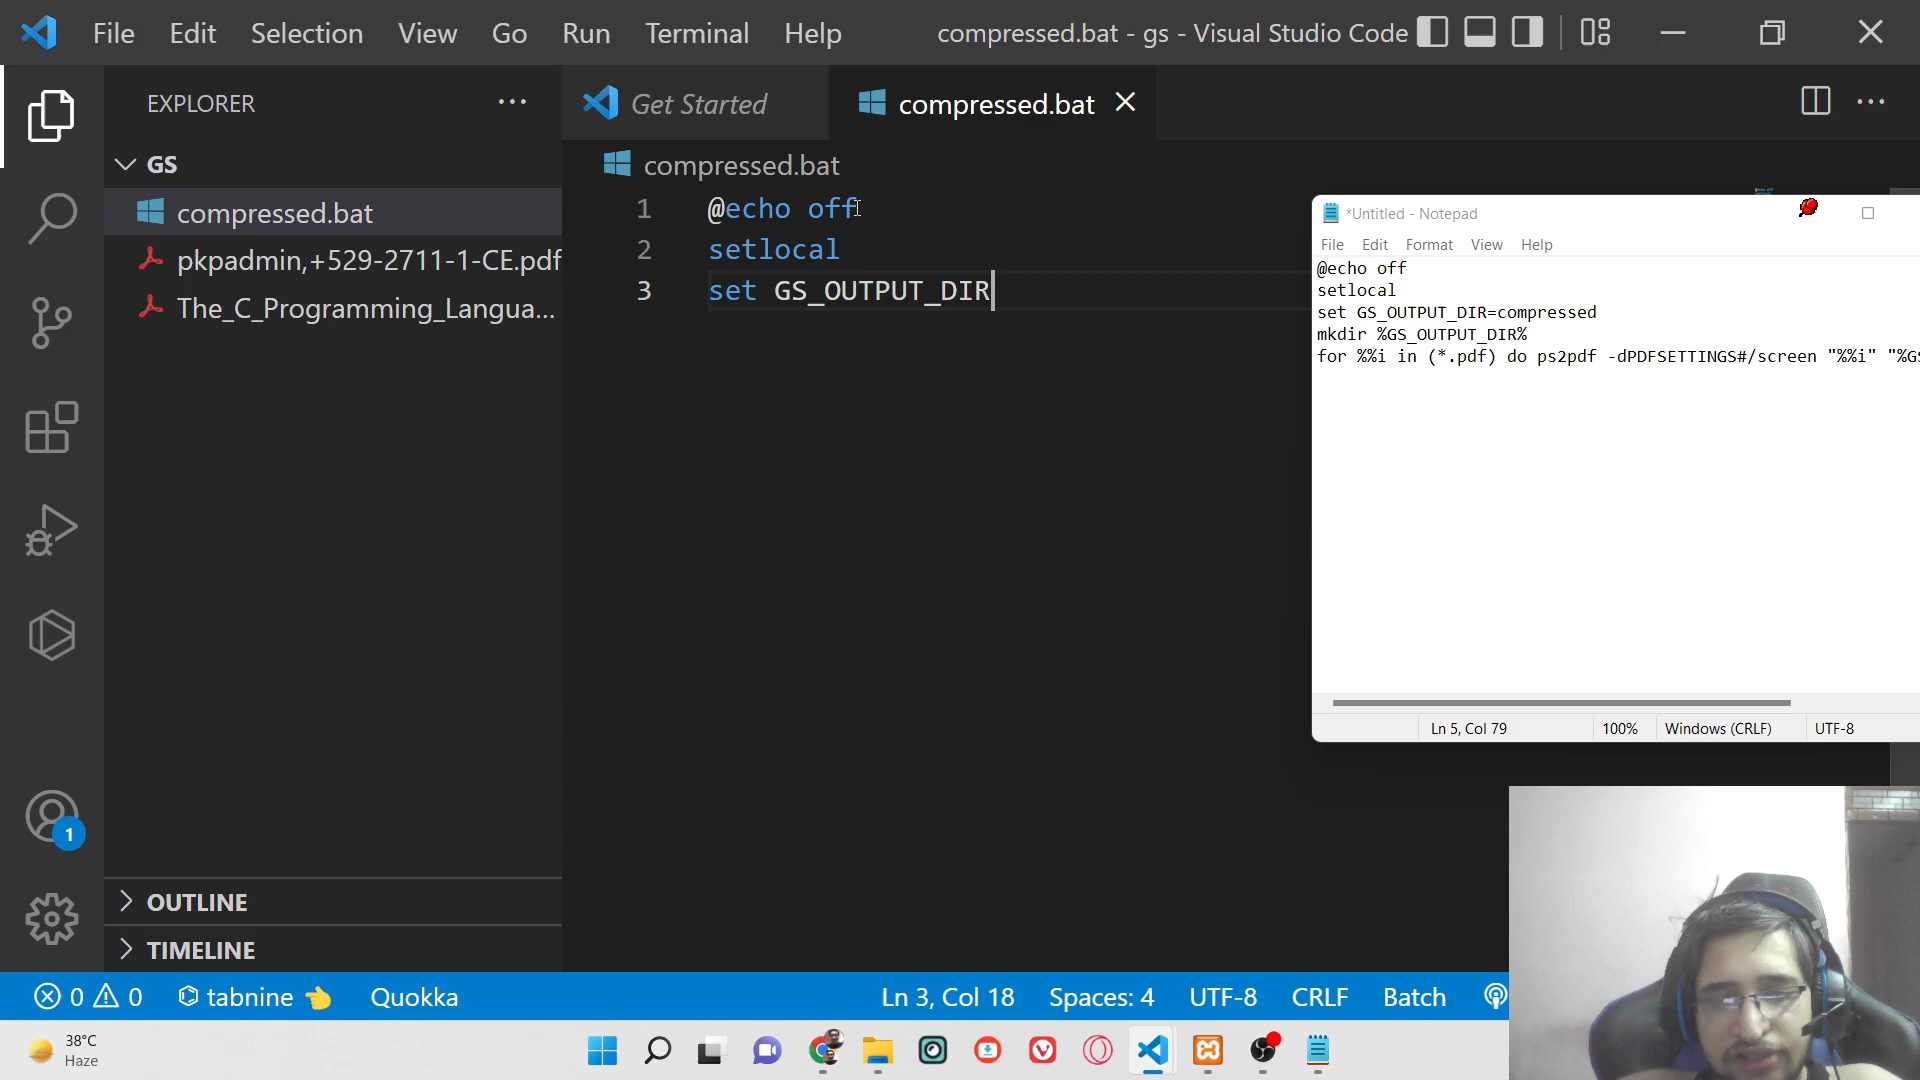 File Edit Selection View Go Run Terminal Help
compressed.bat - gs - Visual Studio Code
EXPLORER
GS
compressed.bat
pkpadmin,+529-2711-1-CE.pdf
The_C_Programming_Langua...
OUTLINE
TIMELINE
1
Get Started
compressed.bat
compressed.bat
1 @echo off
2 setlocal
3 set GS_OUTPUT_DIR
*Untitled - Notepad
File Edit Format View Help
@echo off
setlocal
set GS_OUTPUT_DIR=compressed
mkdir %GS_OUTPUT_DIR%
for %%i in (*.pdf) do ps2pdf -dPDFSETTINGS#/screen "%%i" "%GS
Ln 5, Col 79 100% Windows (CRLF) UTF-8
0 0 tabnine Quokka Ln 3, Col 18 Spaces: 4 UTF-8 CRLF Batch
38°C
Haze